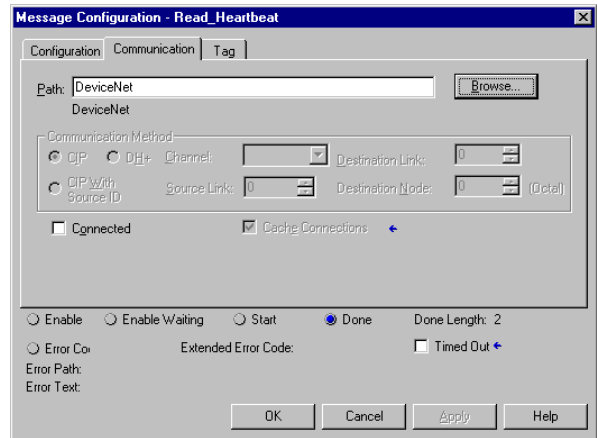 Message Configuration - Read_Heartbeat
Configuration Communication Tag
Path: DeviceNet Browse...
DeviceNet
Communication Method
CIP DH+ Channel: Destination Link: 0
CIP With Source ID Source Link: 0 Destination Node: 0 (Octal)
Connected Cache Connections
Enable Enable Waiting Start Done Done Length: 2
Error Co Extended Error Code: Timed Out
Error Path:
Error Text:
OK Cancel Apply Help